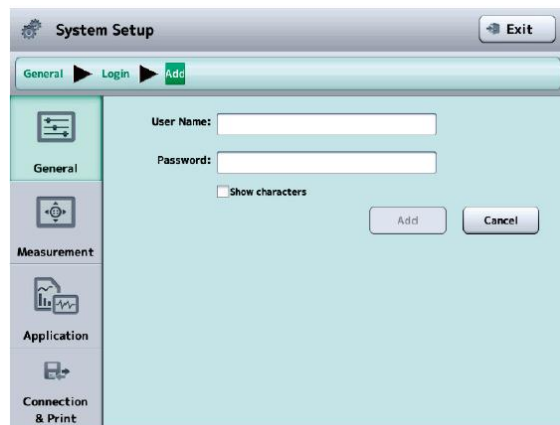 System Setup
Exit
General Login Add
User Name:
Password:
Show characters
Add Cancel
General
Measurement
Application
Connection
& Print